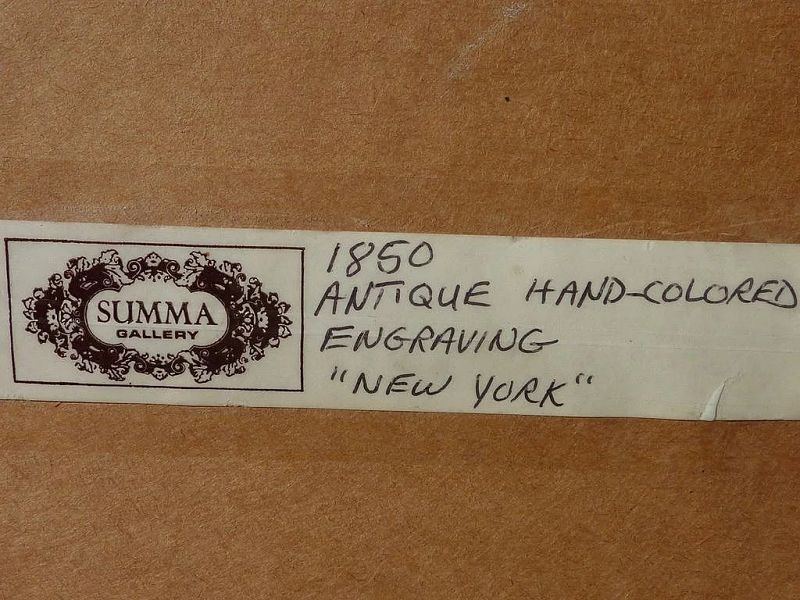 SUMMA
GALLERY
1850
ANTIQUE HAND-COLORED
ENGRAVING
"NEW YORK"